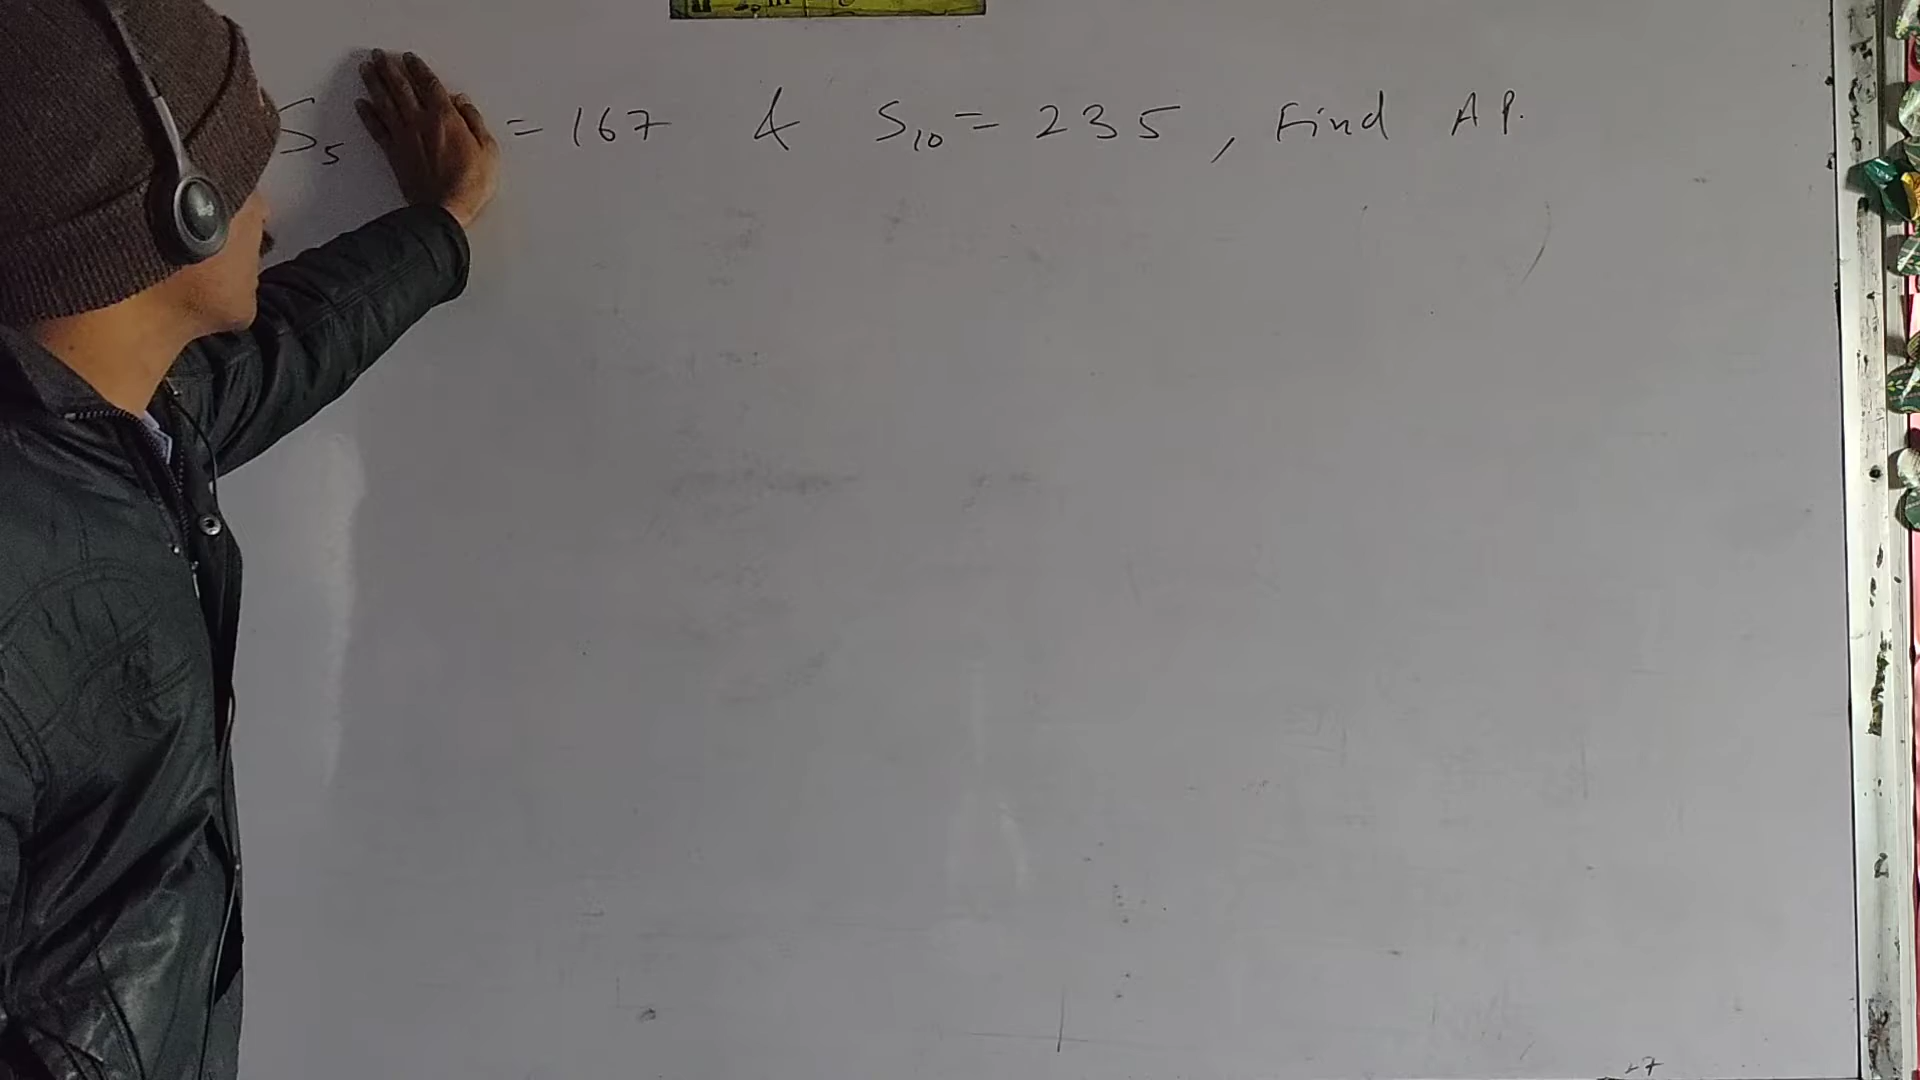 S₅ = 167 & S₁₀ = 235, Find AP.